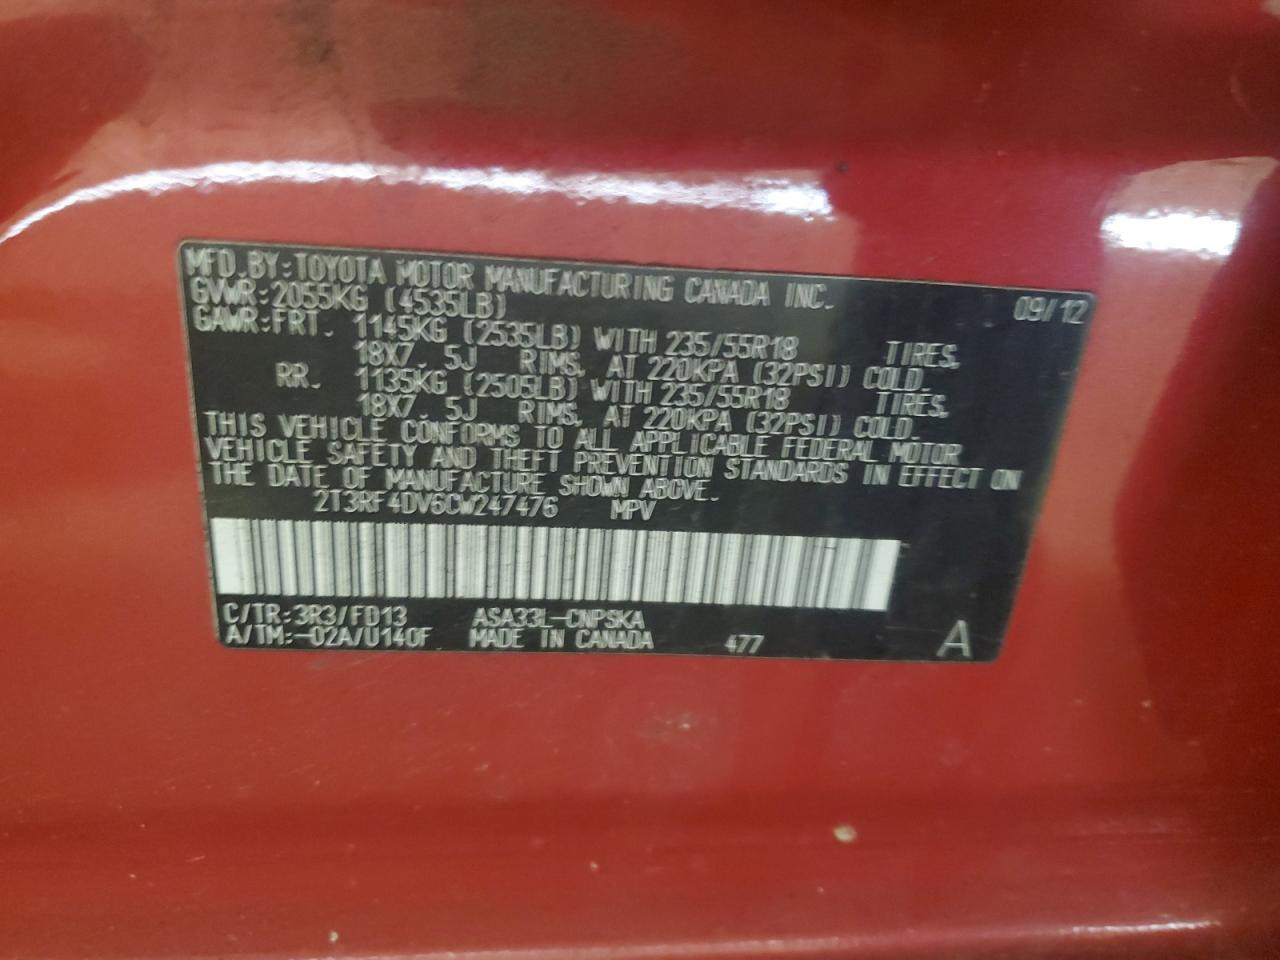 MFD.BY:TOYOTA MOTOR MANUFACTURING CANADA INC. 09/12
GVWR:2055KG (4535LB)
GAWR:FRT. 1145KG (2535LB) WITH 235/55R18 TIRES,
18X7.5J RIMS, AT 220KPA (32PSI) COLD.
RR. 1135KG (2505LB) WITH 235/55R18 TIRES,
18X7.5J RIMS, AT 220KPA (32PSI) COLD.
THIS VEHICLE CONFORMS TO ALL APPLICABLE FEDERAL MOTOR
VEHICLE SAFETY AND THEFT PREVENTION STANDARDS IN EFFECT ON
THE DATE OF MANUFACTURE SHOWN ABOVE.
2T3RF4DV6CW247476 MPV
C/TR:3R3/FD13 ASA33L-CNPSKA
A/TM:-02A/U140F MADE IN CANADA 477 A